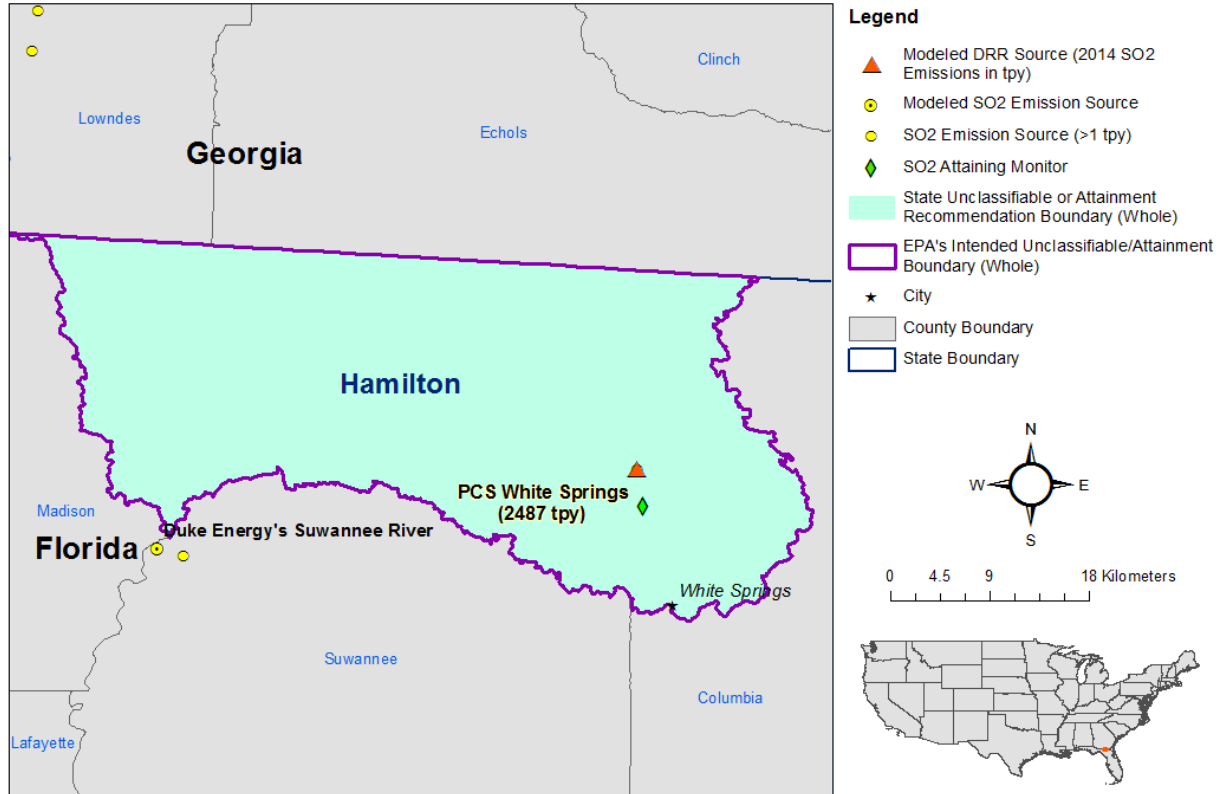 Clinch
Lowndes
Echols
Georgia
Hamilton
PCS White Springs
(2487 tpy)
Madison
Duke Energy's Suwannee River
Florida
White Springs
Suwannee
Columbia
Lafayette
Legend
Modeled DRR Source (2014 SO2
Emissions in tpy)
Modeled SO2 Emission Source
SO2 Emission Source (>1 tpy)
SO2 Attaining Monitor
State Unclassifiable or Attainment
Recommendation Boundary (Whole)
EPA's Intended Unclassifiable/Attainment
Boundary (Whole)
City
County Boundary
State Boundary
N
W E
S
0 4.5 9 18 Kilometers